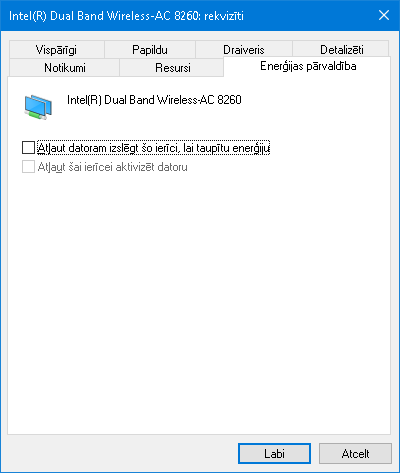 Intel(R) Dual Band Wireless-AC 8260: rekvizīti
Vispārīgi Papildu Draiveris Detalizēti
Notikumi Resursi Enerģijas pārvaldība
Intel(R) Dual Band Wireless-AC 8260
Atļaut datoram izslēgt šo ierīci, lai taupītu enerģiju
Atļaut šai ierīcei aktivizēt datoru
Labi Atcelt